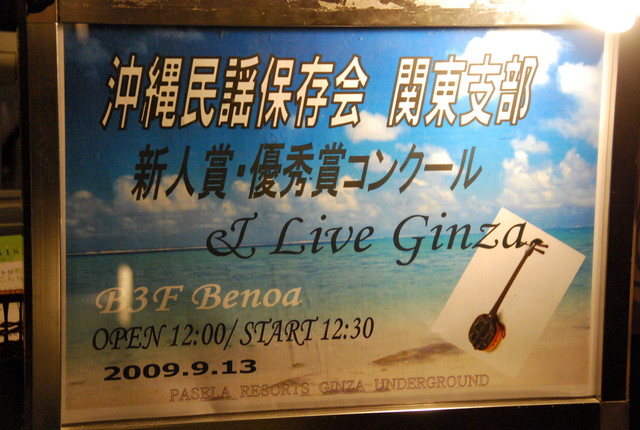 沖縄民謡保存会 関東支部
新人賞・優秀賞コンクール
& Live Ginza
B3F Benoa
OPEN 12:00/ START 12:30
2009.9.13
PASELA RESORTS GINZA UNDERGROUND